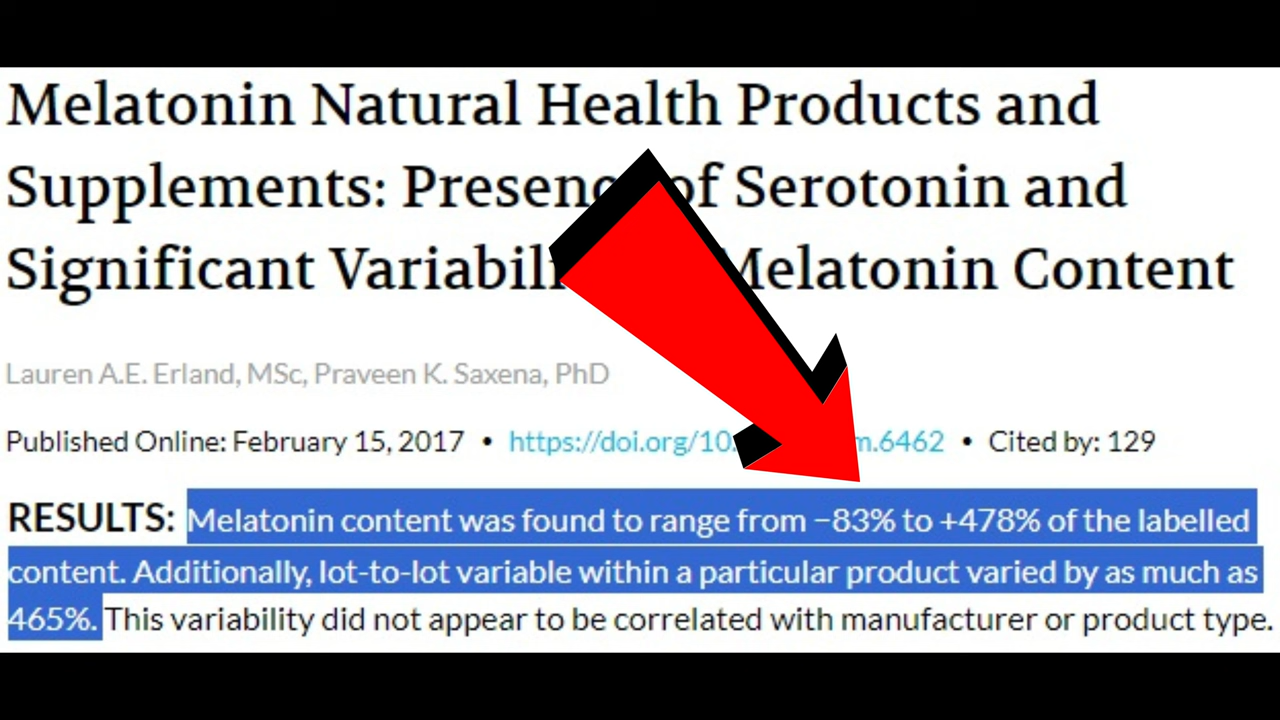 Melatonin Natural Health Products and
Supplements: of Serotonin and
Significant Melatonin Content
Lauren A.E. Erland, MSc, Praveen K. Saxena, PhD
Published Online: February 15, 2017 • https://doi.org/10. m.6462 • Cited by: 129
RESULTS: Melatonin content was found to range from −83% to +478% of the labelled
content. Additionally, lot-to-lot variable within a particular product varied by as much as
465%. This variability did not appear to be correlated with manufacturer or product type.